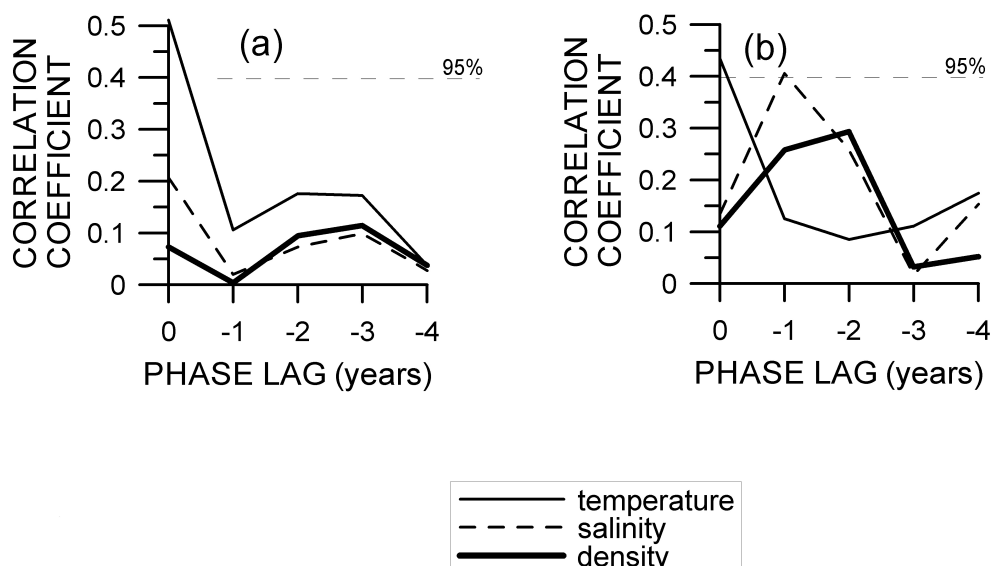 (a)
CORRELATION
COEFFICIENT
0.5
0.4
0.3
0.2
0.1
0
95%
0 -1 -2 -3 -4
PHASE LAG (years)
(b)
CORRELATION
COEFFICIENT
0.5
0.4
0.3
0.2
0.1
0
95%
0 -1 -2 -3 -4
PHASE LAG (years)
temperature
salinity
density